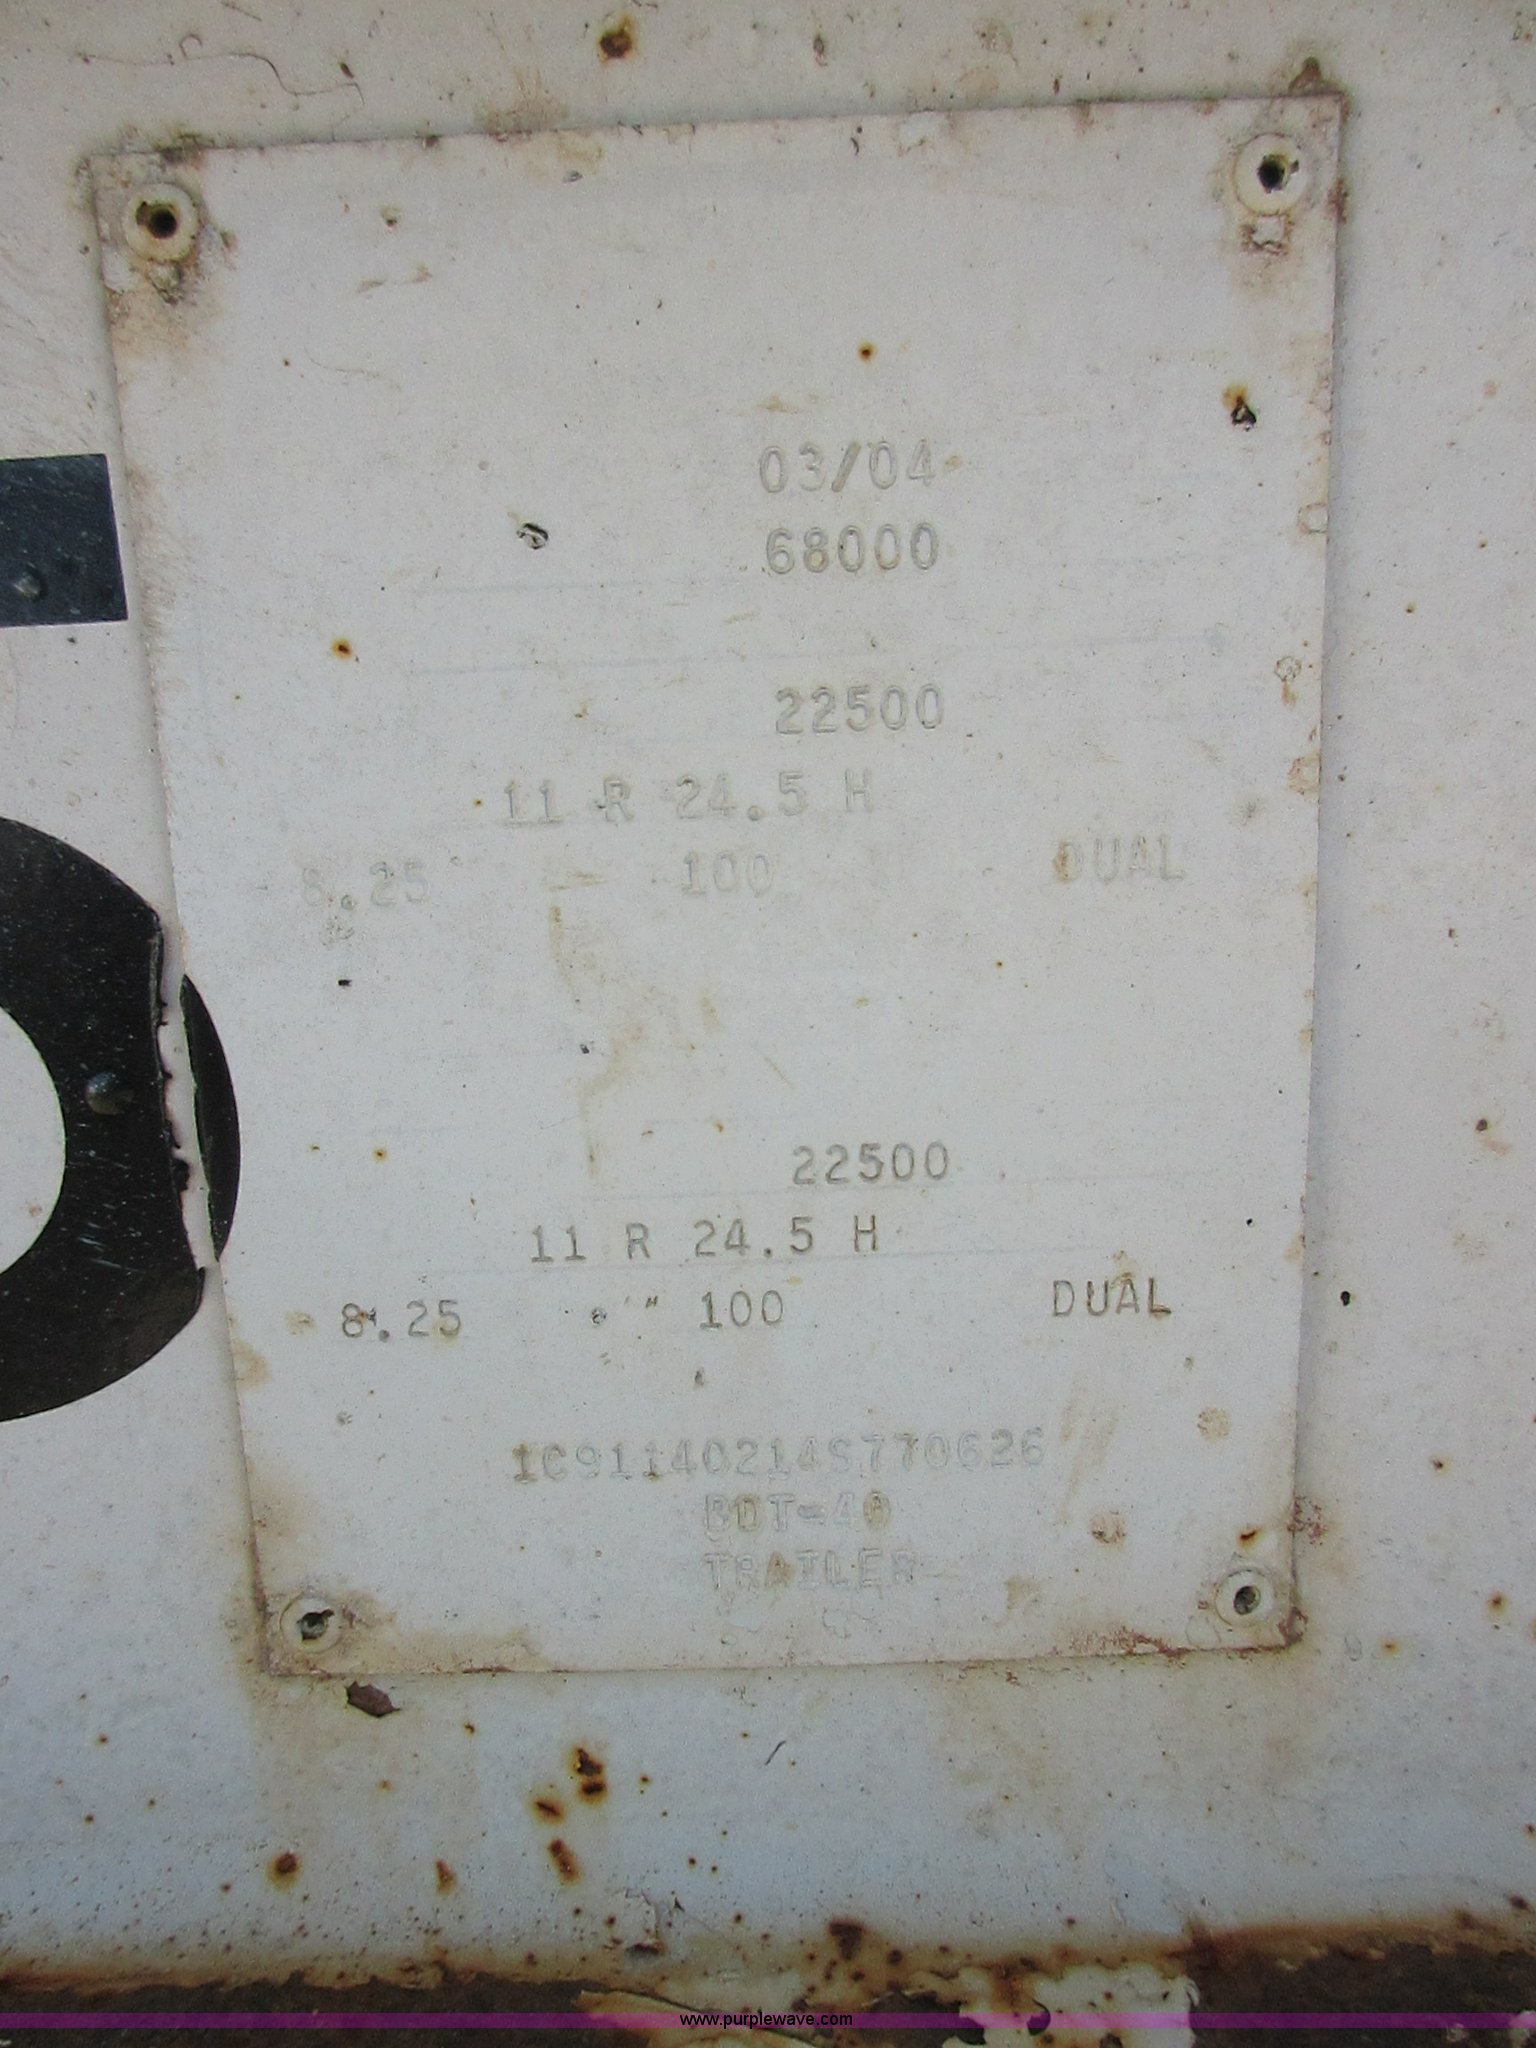 03/04
68000
22500
11 R 24.5 H
8.25 100 DUAL
22500
11 R 24.5 H
8.25 100 DUAL
1C91140214S770626
BDT-40
TRAILER
www.purplewave.com